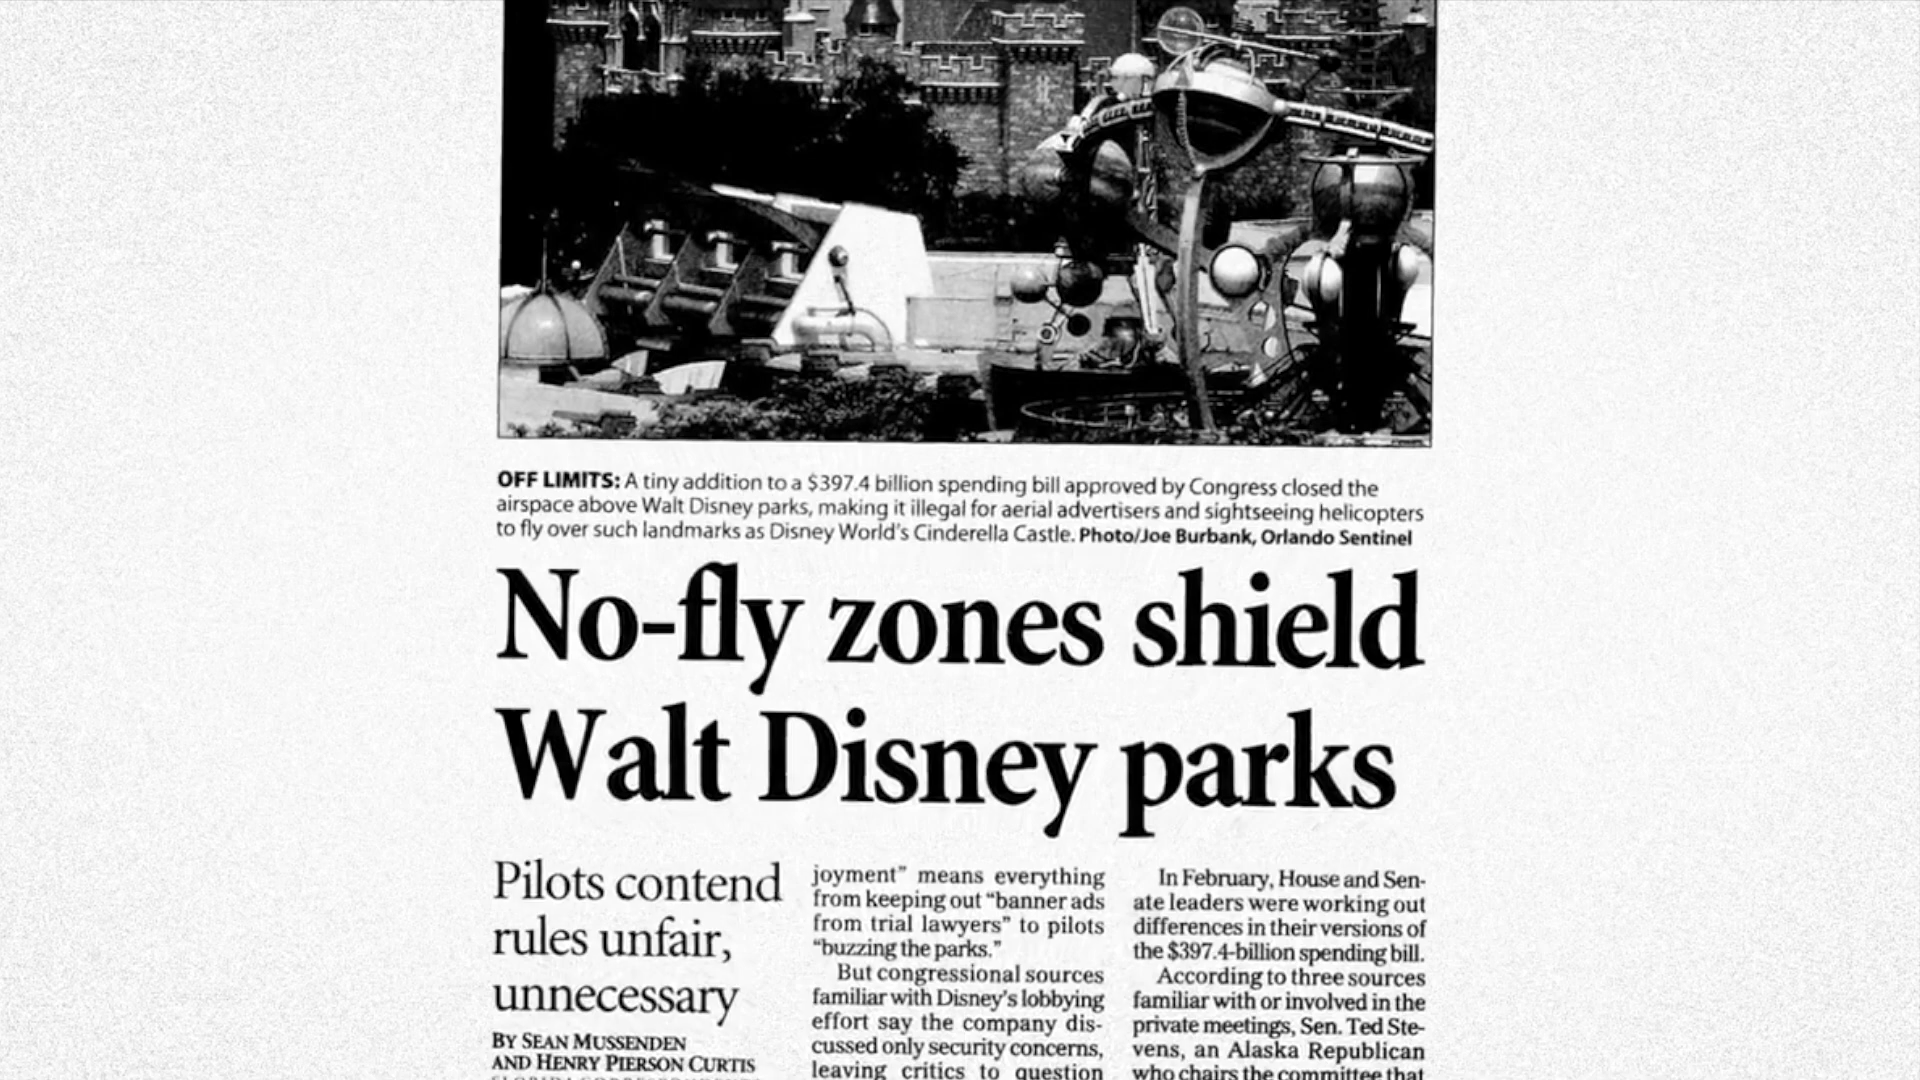 OFF LIMITS: A tiny addition to a $397.4 billion spending bill approved by Congress closed the
airspace above Walt Disney parks, making it illegal for aerial advertisers and sightseeing helicopters
to fly over such landmarks as Disney World's Cinderella Castle. Photo/Joe Burbank, Orlando Sentinel
No-fly zones shield
Walt Disney parks
Pilots contend
rules unfair,
unnecessary
BY SEAN MUSSENDEN
AND HENRY PIERSON CURTIS
joyment” means everything
from keeping out “banner ads
from trial lawyers” to pilots
“buzzing the parks.”
But congressional sources
familiar with Disney's lobbying
effort say the company dis-
cussed only security concerns,
leaving critics to question
In February, House and Sen-
ate leaders were working out
differences in their versions of
the $397.4-billion spending bill.
According to three sources
familiar with or involved in the
private meetings, Sen. Ted Ste-
vens, an Alaska Republican
who chairs the committee that